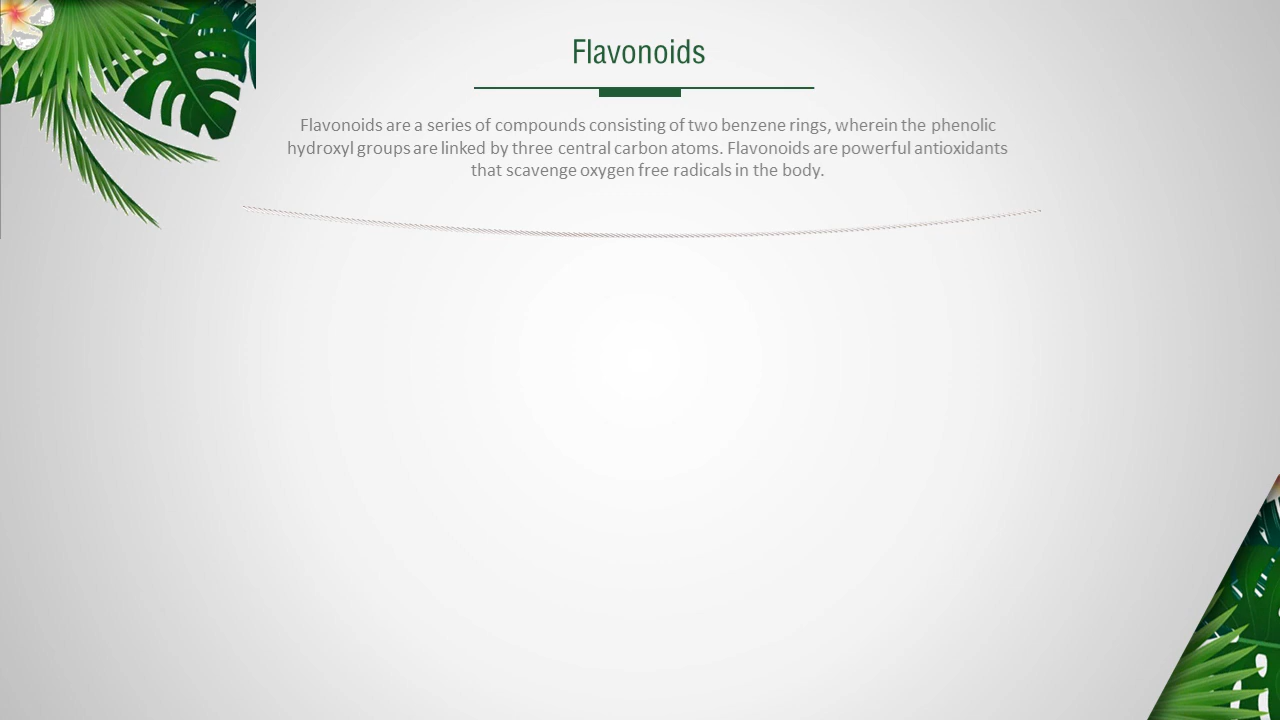 Flavonoids
Flavonoids are a series of compounds consisting of two benzene rings, wherein the phenolic
hydroxyl groups are linked by three central carbon atoms. Flavonoids are powerful antioxidants
that scavenge oxygen free radicals in the body.